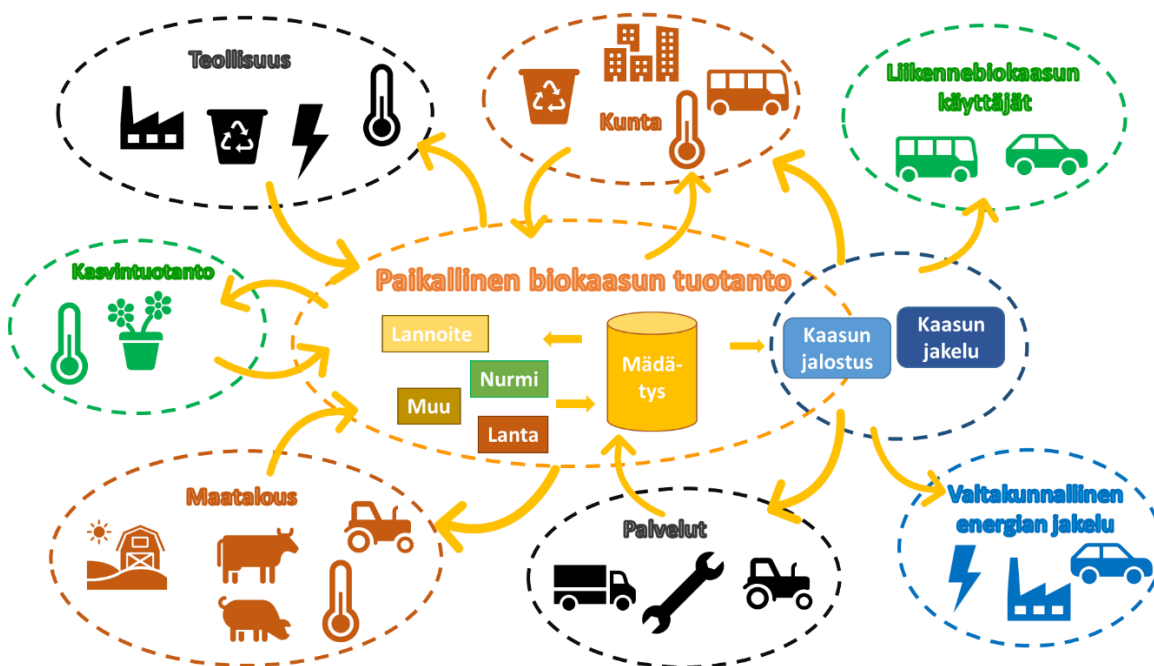 Teollisuus
Kunta
Liikennebiokaasun
käyttäjät
Kasvintuotanto
Paikallinen biokaasun tuotanto
Lannoite
Nurmi
Muu
Lanta
Mädä-
tys
Kaasun
jalostus
Kaasun
jakelu
Maatalous
Palvelut
Valtakunnallinen
energian jakelu